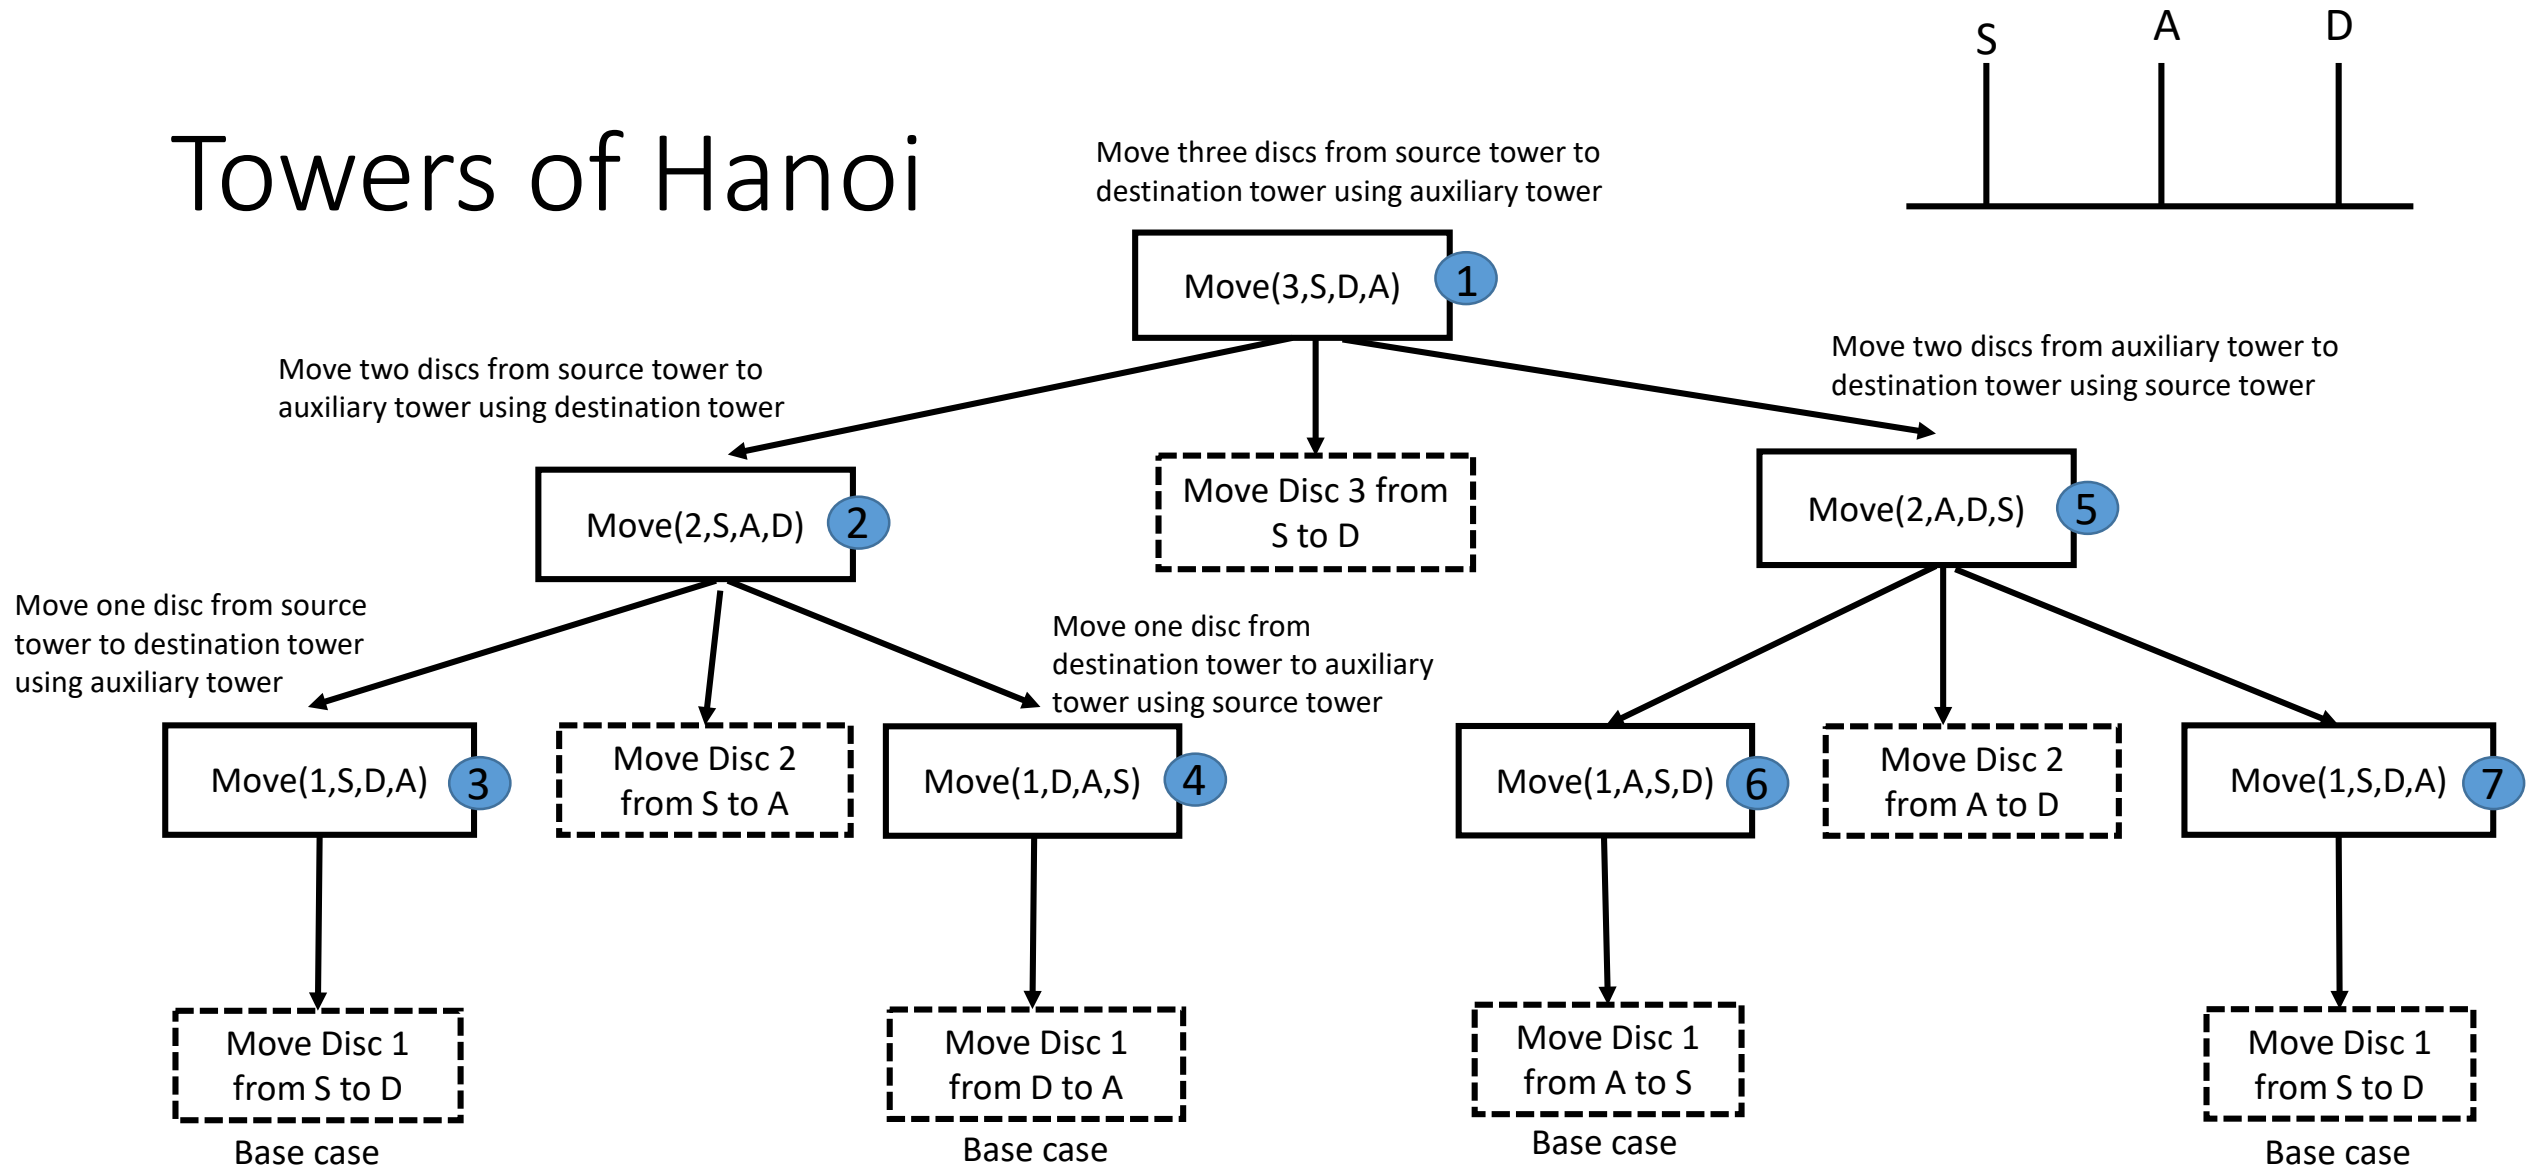 S
A
D
Towers of Hanoi
Move three discs from source tower to
destination tower using auxiliary tower
Move(3,S,D,A)
1
Move two discs from source tower to
auxiliary tower using destination tower
Move two discs from auxiliary tower to
destination tower using source tower
Move(2,S,A,D)
2
Move Disc 3 from
S to D
Move(2,A,D,S)
5
Move one disc from source
tower to destination tower
using auxiliary tower
Move one disc from
destination tower to auxiliary
tower using source tower
Move(1,S,D,A)
3
Move Disc 2
from S to A
Move(1,D,A,S)
4
Move(1,A,S,D)
6
Move Disc 2
from A to D
Move(1,S,D,A)
7
Move Disc 1
from S to D
Base case
Move Disc 1
from D to A
Base case
Move Disc 1
from A to S
Base case
Move Disc 1
from S to D
Base case